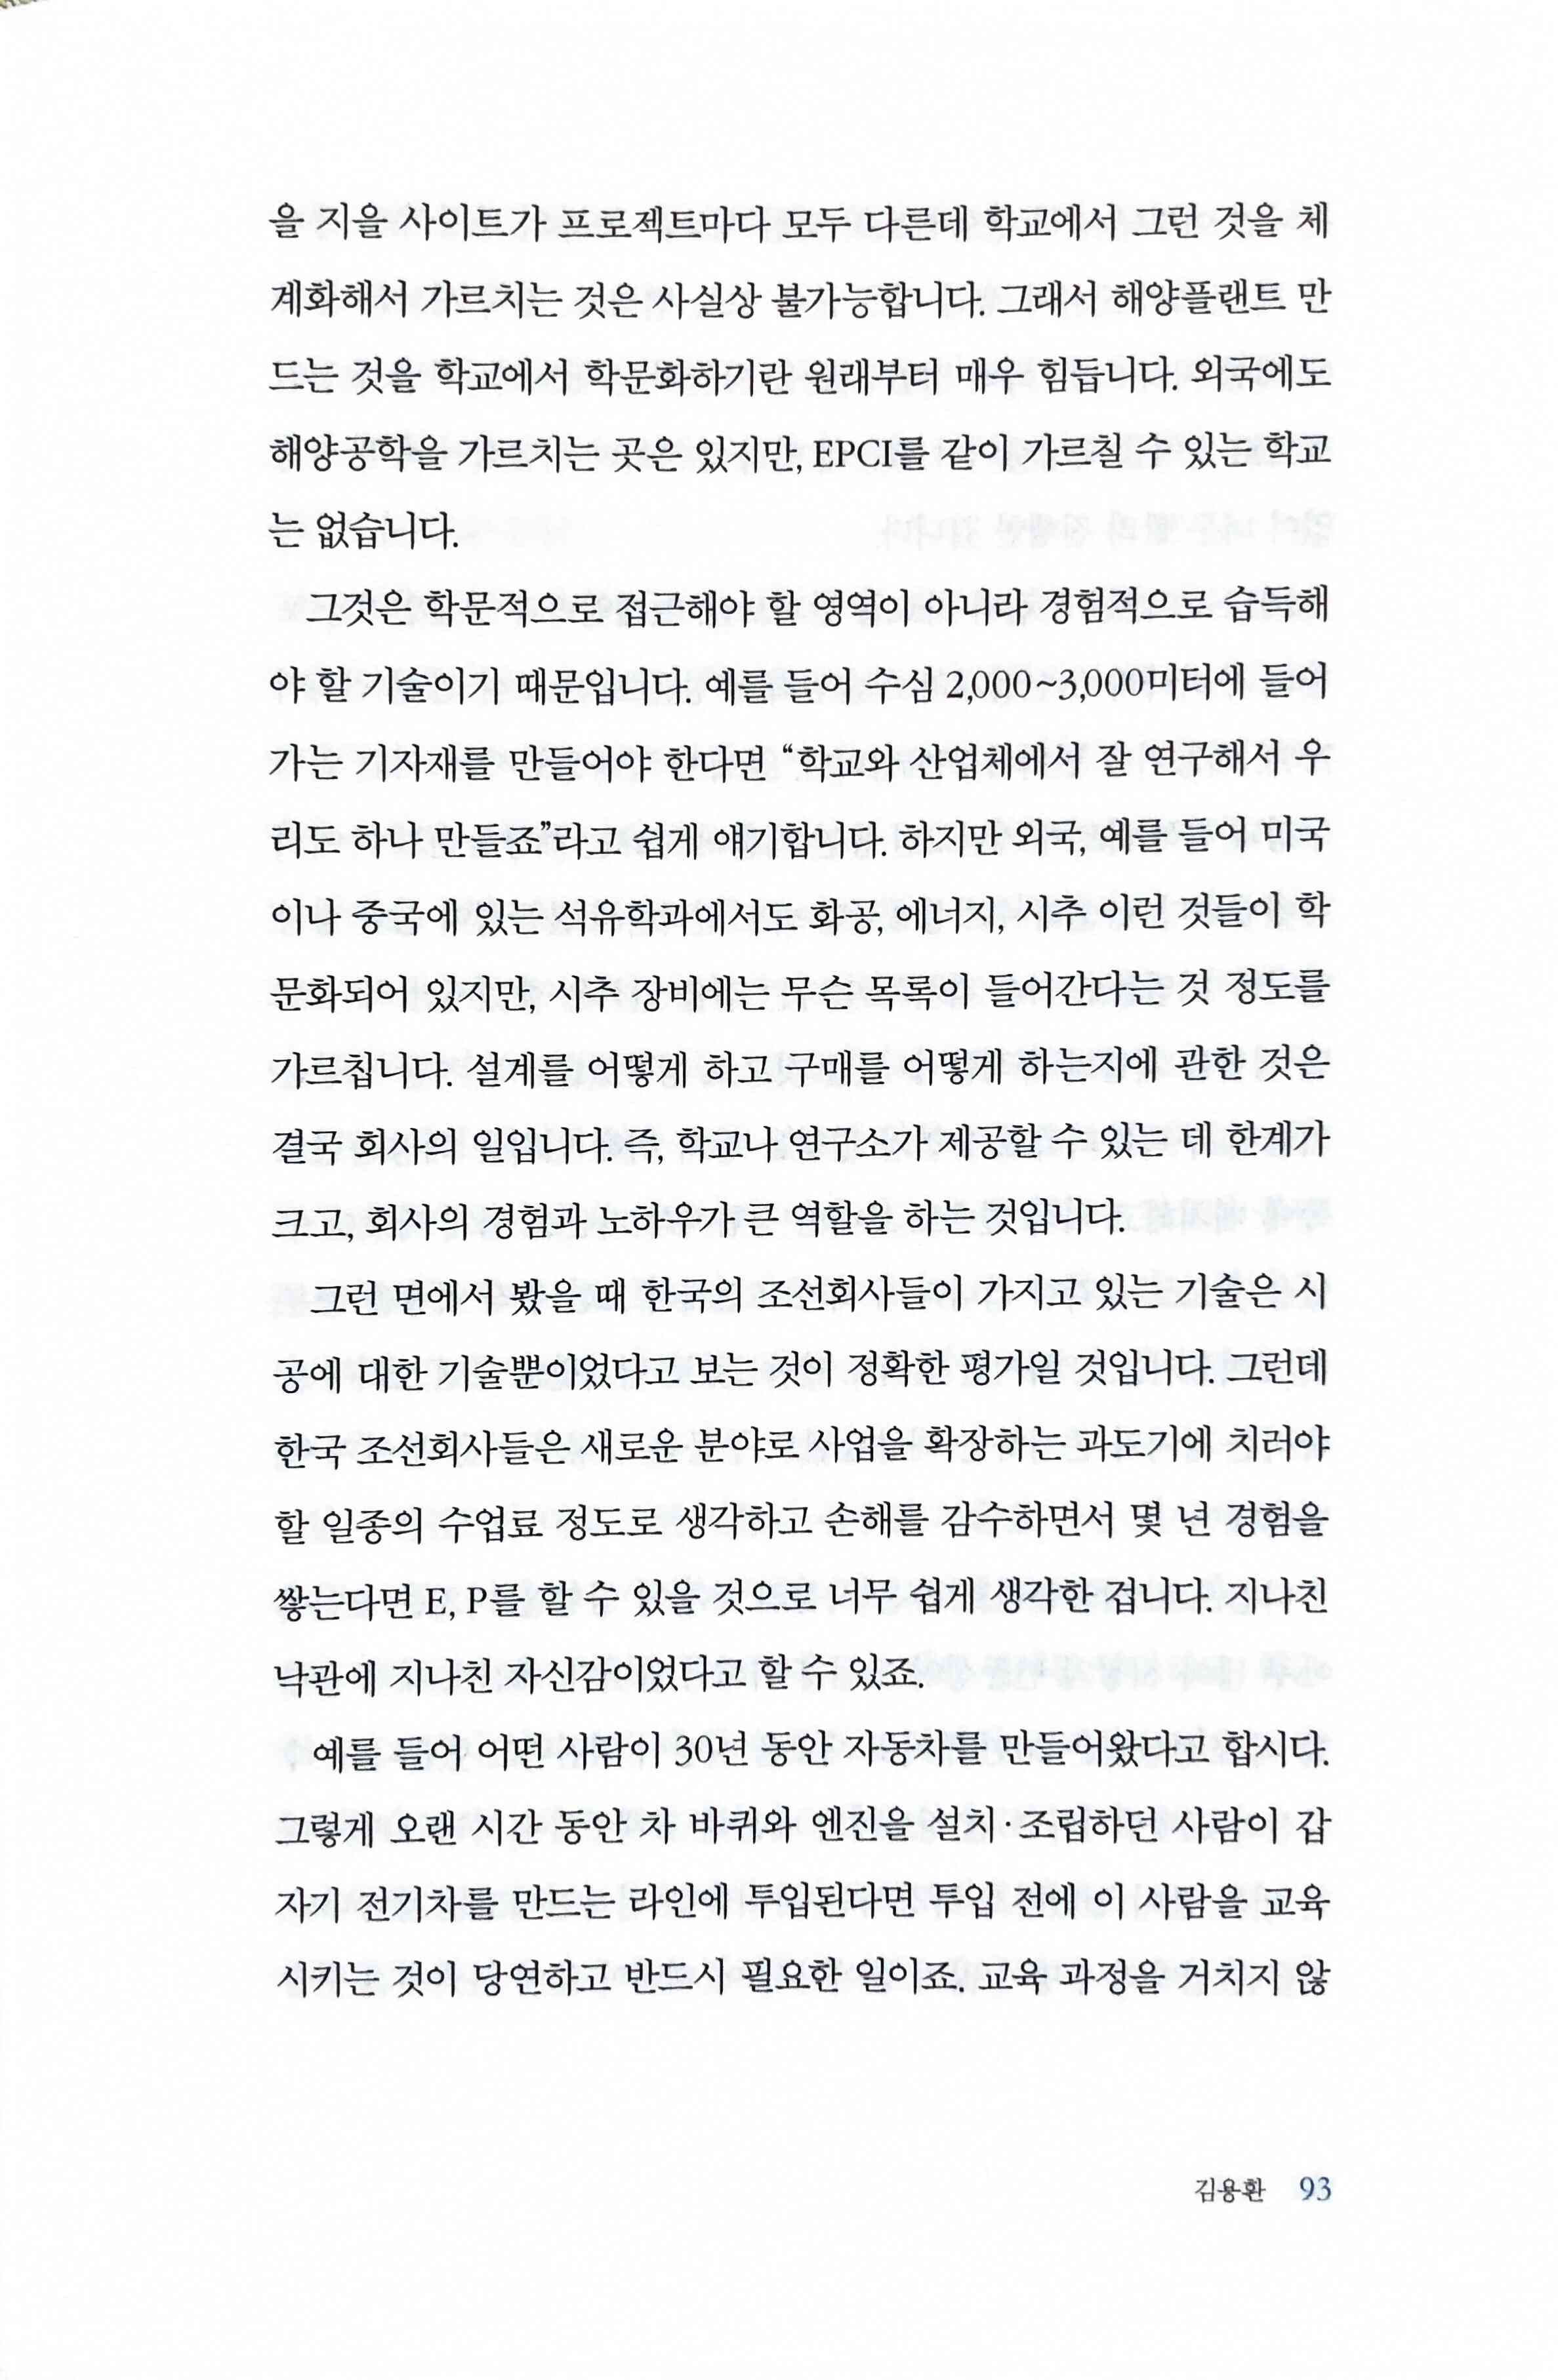 을 지을 사이트가 프로젝트마다 모두 다른데 학교에서 그런 것을 체
계화해서 가르치는 것은 사실상 불가능합니다. 그래서 해양플랜트 만
드는 것을 학교에서 학문화하기란 원래부터 매우 힘듭니다. 외국에도
해양공학을 가르치는 곳은 있지만, EPCI를 같이 가르칠 수 있는 학교
는 없습니다.
그것은 학문적으로 접근해야 할 영역이 아니라 경험적으로 습득해
야 할 기술이기 때문입니다. 예를 들어 수심 2,000~3,000미터에 들어
가는 기자재를 만들어야 한다면 “학교와 산업체에서 잘 연구해서 우
리도 하나 만들죠”라고 쉽게 얘기합니다. 하지만 외국, 예를 들어 미국
이나 중국에 있는 석유학과에서도 화공, 에너지, 시추 이런 것들이 학
문화되어 있지만, 시추 장비에는 무슨 목록이 들어간다는 것 정도를
가르칩니다. 설계를 어떻게 하고 구매를 어떻게 하는지에 관한 것은
결국 회사의 일입니다. 즉, 학교나 연구소가 제공할 수 있는 데 한계가
크고, 회사의 경험과 노하우가 큰 역할을 하는 것입니다.
그런 면에서 봤을 때 한국의 조선회사들이 가지고 있는 기술은 시
공에 대한 기술뿐이었다고 보는 것이 정확한 평가일 것입니다. 그런데
한국 조선회사들은 새로운 분야로 사업을 확장하는 과도기에 치러야
할 일종의 수업료 정도로 생각하고 손해를 감수하면서 몇 년 경험을
쌓는다면 E, P를 할 수 있을 것으로 너무 쉽게 생각한 겁니다. 지나친
낙관에 지나친 자신감이었다고 할 수 있죠.
예를 들어 어떤 사람이 30년 동안 자동차를 만들어왔다고 합시다.
그렇게 오랜 시간 동안 차 바퀴와 엔진을 설치·조립하던 사람이 갑
자기 전기차를 만드는 라인에 투입된다면 투입 전에 이 사람을 교육
시키는 것이 당연하고 반드시 필요한 일이죠. 교육 과정을 거치지 않
김용환 93